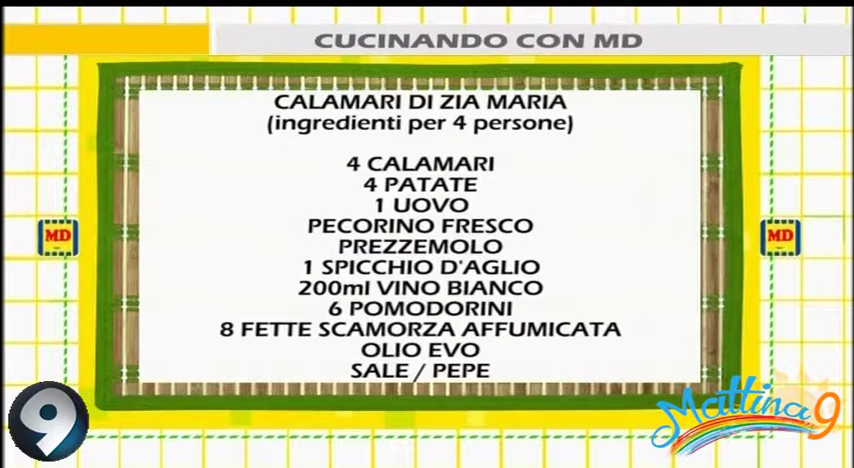 CUCINANDO CON MD
CALAMARI DI ZIA MARIA
(ingredienti per 4 persone)
4 CALAMARI
4 PATATE
1 UOVO
PECORINO FRESCO
PREZZEMOLO
1 SPICCHIO D'AGLIO
200ml VINO BIANCO
6 POMODORINI
8 FETTE SCAMORZA AFFUMICATA
OLIO EVO
SALE / PEPE
MD
MD
9
Mattina 9